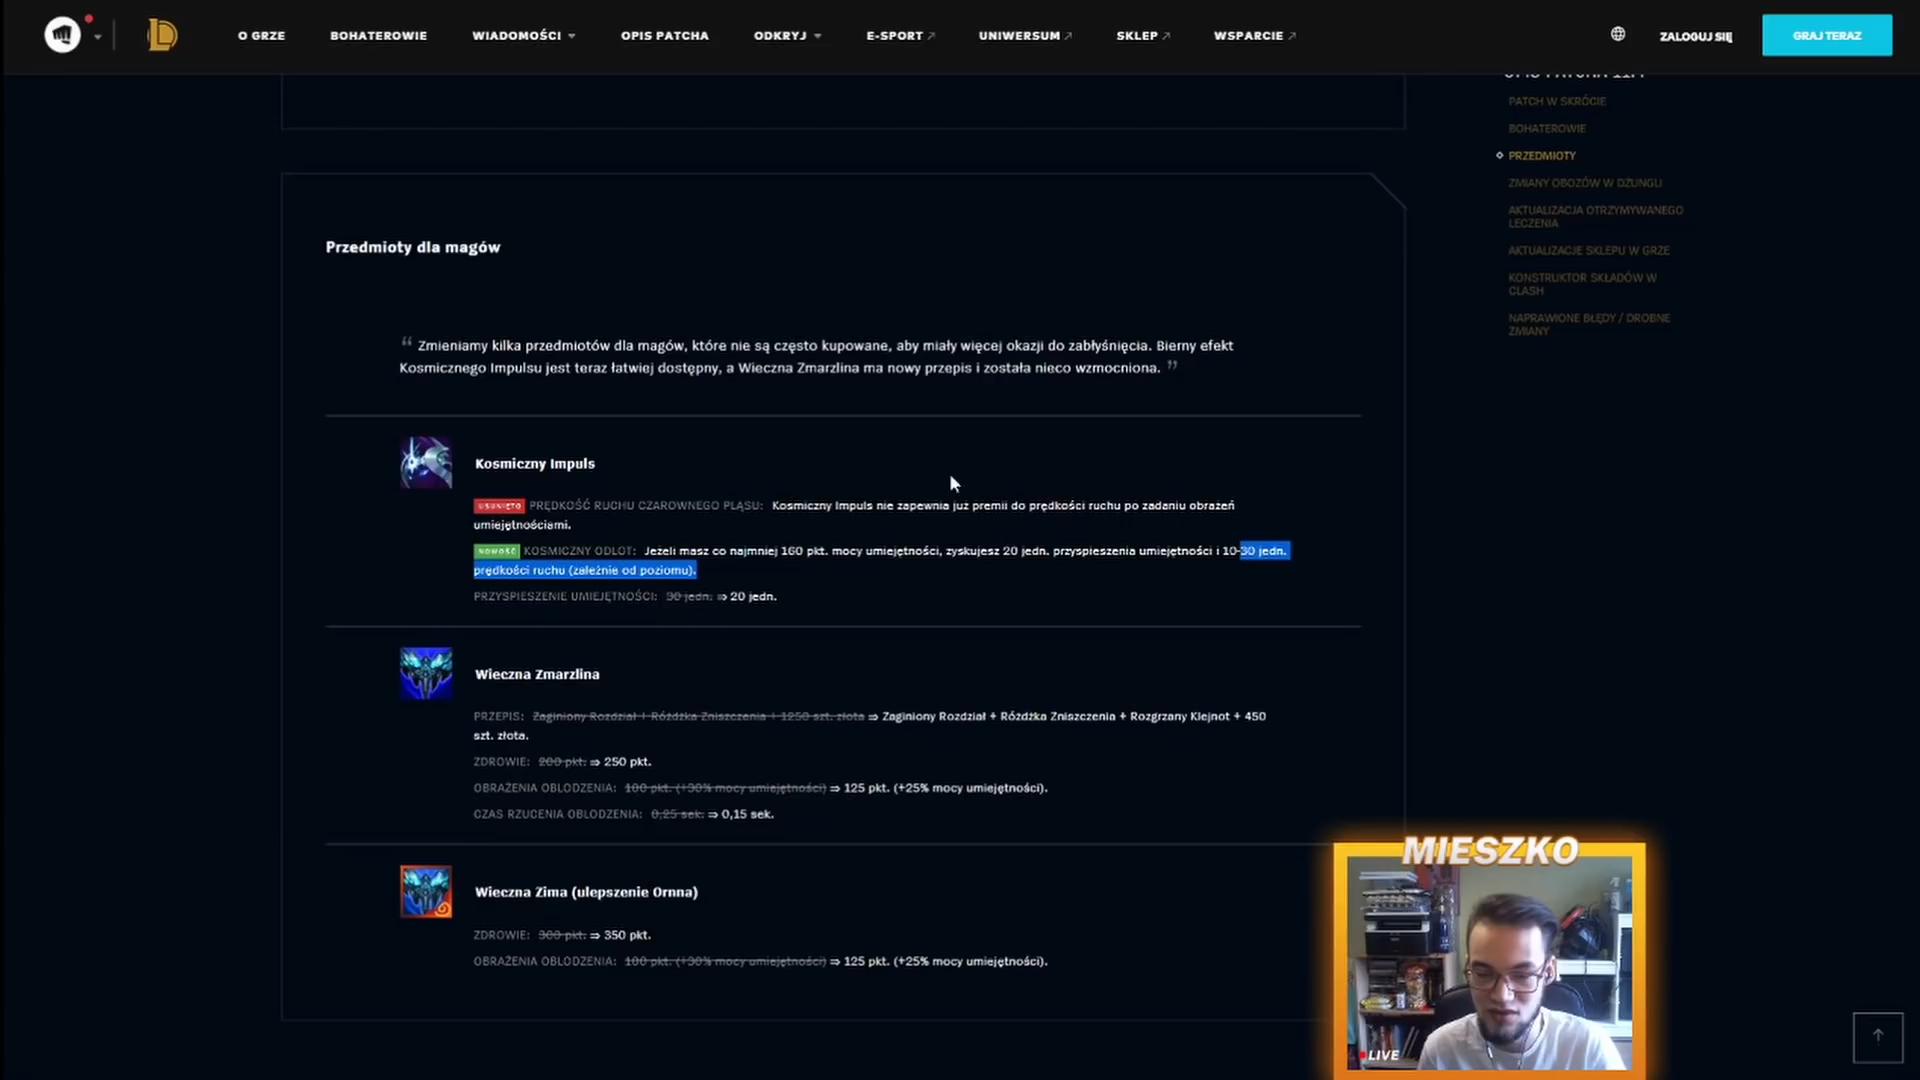 O GRZE
BOHATEROWIE
WIADOMOŚCI
OPIS PATCHA
ODKRYJ
E-SPORT
UNIWERSUM
SKLEP
WSPARCIE
ZALOGUJ SIĘ
GRAJ TERAZ
PATCH W SKRÓCIE
BOHATEROWIE
PRZEDMIOTY
ZMIANY OBOZÓW W DŻUNGLI
AKTUALIZACJA OTRZYMYWANEGO
LECZENIA
AKTUALIZACJE SKLEPU W GRZE
KONSTRUKTOR SKŁADÓW W
CLASH
NAPRAWIONE BŁĘDY / DROBNE
ZMIANY
Przedmioty dla magów
“ Zmieniamy kilka przedmiotów dla magów, które nie są często kupowane, aby miały więcej okazji do zabłyśnięcia. Bierny efekt
Kosmicznego Impulsu jest teraz łatwiej dostępny, a Wieczna Zmarzlina ma nowy przepis i została nieco wzmocniona. ”
Kosmiczny Impuls
USUNIĘTO PRĘDKOŚĆ RUCHU CZAROWNEGO PLĄSU: Kosmiczny Impuls nie zapewnia już premii do prędkości ruchu po zadaniu obrażeń
umiejętnościami.
NOWOŚĆ KOSMICZNY ODLOT: Jeżeli masz co najmniej 160 pkt. mocy umiejętności, zyskujesz 20 jedn. przyspieszenia umiejętności i 10-30 jedn.
prędkości ruchu (zależnie od poziomu).
PRZYSPIESZENIE UMIEJĘTNOŚCI: 30 jedn. ⇒ 20 jedn.
Wieczna Zmarzlina
PRZEPIS: Zaginiony Rozdział + Różdżka Zniszczenia + 1250 szt. złota ⇒ Zaginiony Rozdział + Różdżka Zniszczenia + Rozgrzany Klejnot + 450
szt. złota.
ZDROWIE: 200 pkt. ⇒ 250 pkt.
OBRAŻENIA OBLODZENIA: 100 pkt. (+30% mocy umiejętności) ⇒ 125 pkt. (+25% mocy umiejętności).
CZAS RZUCENIA OBLODZENIA: 0,25 sek. ⇒ 0,15 sek.
Wieczna Zima (ulepszenie Ornna)
ZDROWIE: 300 pkt. ⇒ 350 pkt.
OBRAŻENIA OBLODZENIA: 100 pkt. (+30% mocy umiejętności) ⇒ 125 pkt. (+25% mocy umiejętności).
MIESZKO
LIVE